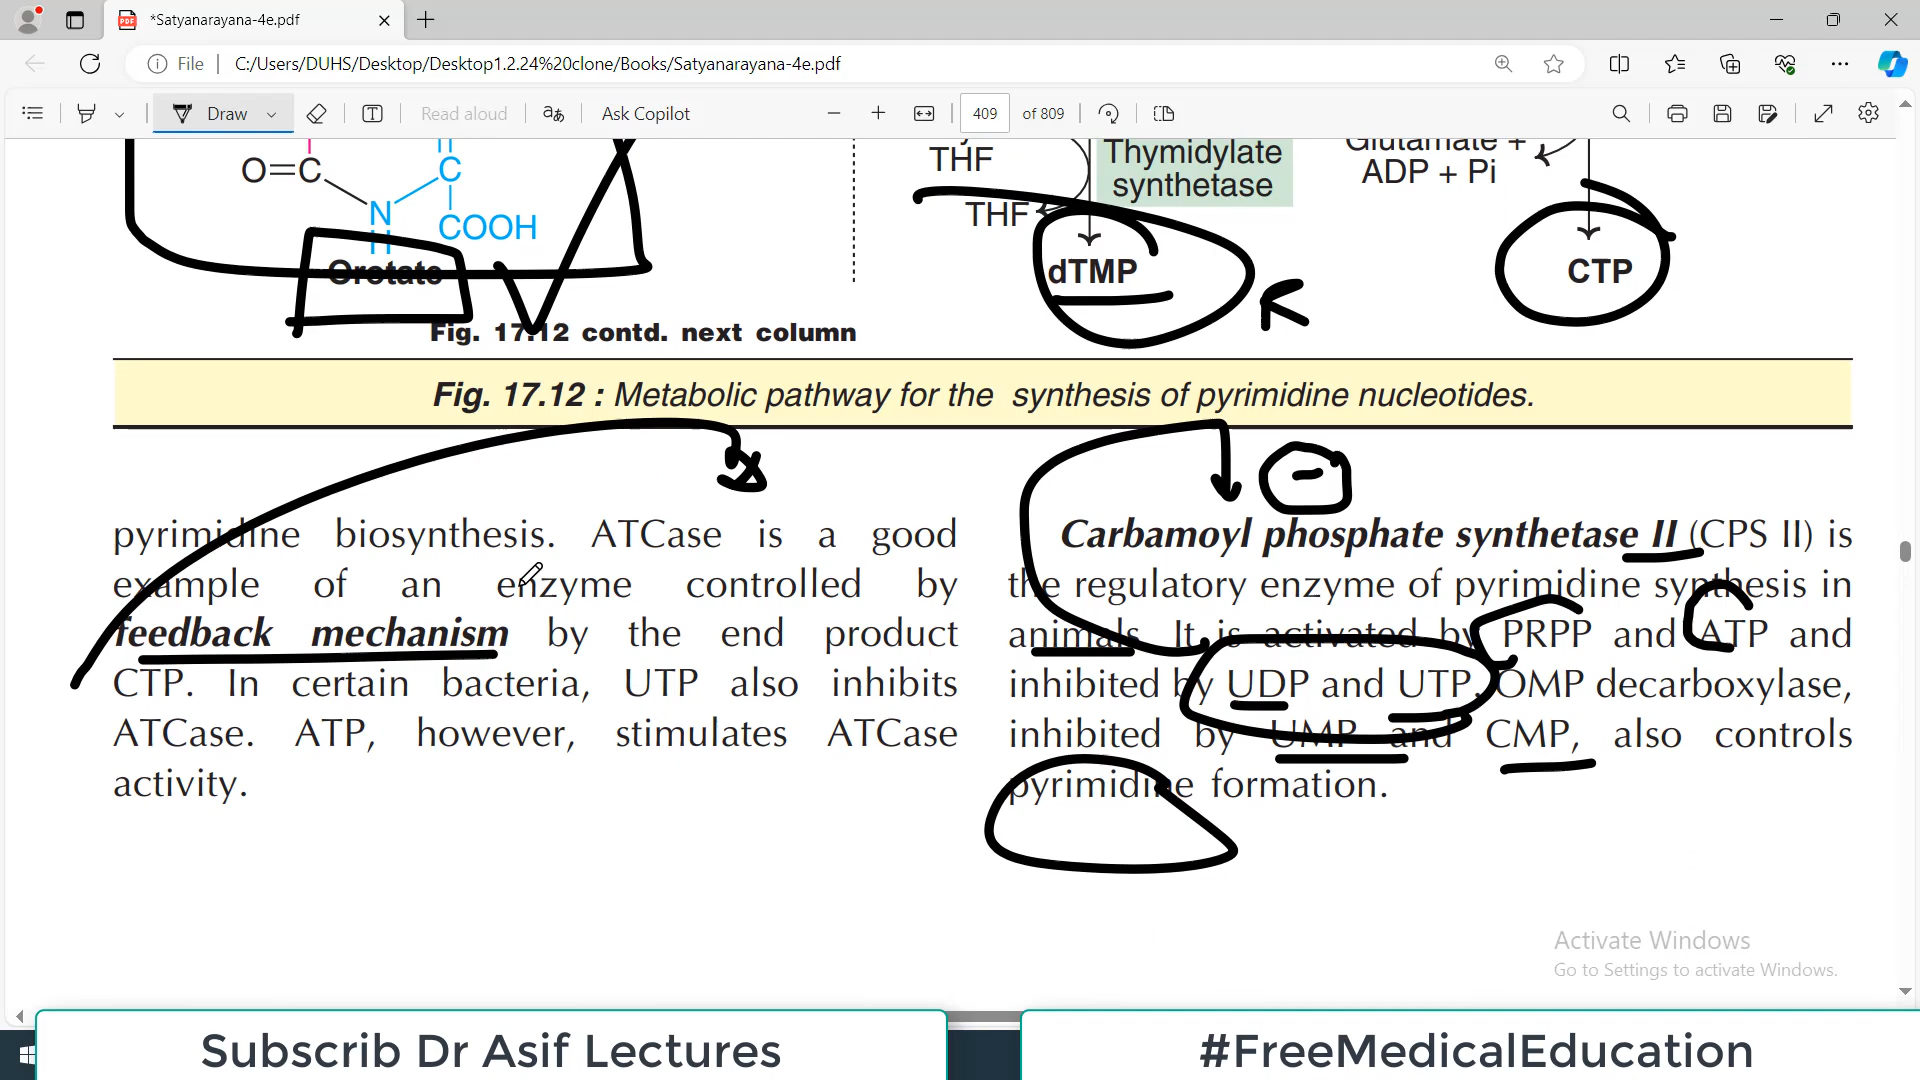 *Satyanarayana-4e.pdf
File
C:/Users/DUHS/Desktop/Desktop1.2.24%20clone/Books/Satyanarayana-4e.pdf
Draw
Read aloud
Ask Copilot
409 of 809
O=C
C
N
H
COOH
Orotate
Fig. 17.12 contd. next column
THF
Thymidylate
synthetase
THF
dTMP
Glutamate +
ADP + Pi
CTP
Fig. 17.12 : Metabolic pathway for the synthesis of pyrimidine nucleotides.
pyrimidine biosynthesis. ATCase is a good
example of an enzyme controlled by
feedback mechanism by the end product
CTP. In certain bacteria, UTP also inhibits
ATCase. ATP, however, stimulates ATCase
activity.
Carbamoyl phosphate synthetase II (CPS II) is
the regulatory enzyme of pyrimidine synthesis in
animals. It is activated by PRPP and ATP and
inhibited by UDP and UTP. OMP decarboxylase,
inhibited by UMP and CMP, also controls
pyrimidine formation.
Activate Windows
Go to Settings to activate Windows.
Subscrib Dr Asif Lectures
#FreeMedicalEducation